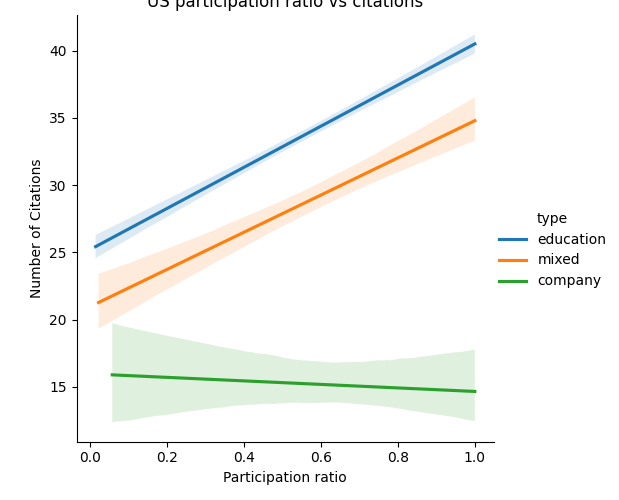 US participation ratio vs citations
40
35
30
25
20
15
Number of Citations
0.0 0.2 0.4 0.6 0.8 1.0
Participation ratio
type
education
mixed
company